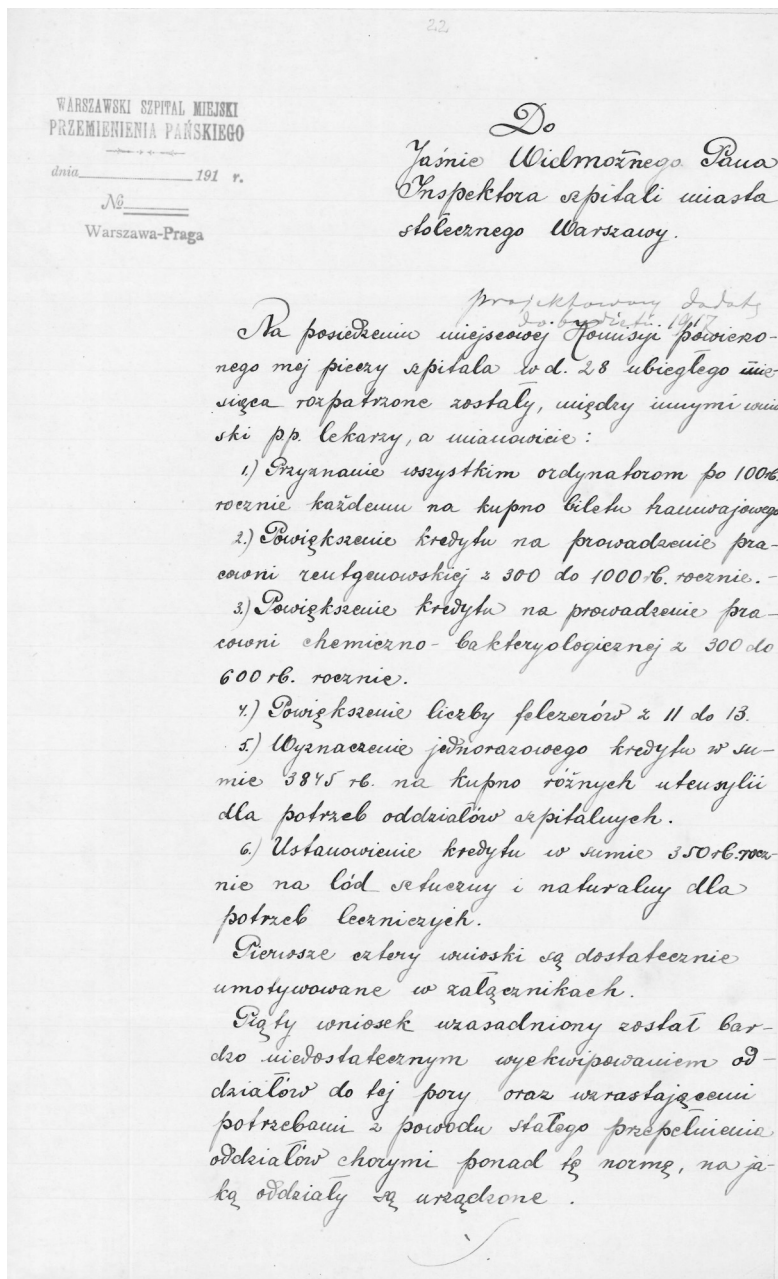 22
WARSZAWSKI SZPITAL MIEJSKI
PRZEMIENIENIA PAŃSKIEGO
dnia 191 r.
№
Warszawa-Praga
Do
Jaśnie Wielmożnego Pana
Inspektora szpitali miasta
stołecznego Warszawy.
projektowany dodatę
do 1917
Na posiedzeniu miejscowej Komisyi powierzo-
nego mej pieczy szpitala w d. 28 ubiegłego mie-
siąca rozpatrzone zostały, między innymi wnio
ski p.p. lekarzy, a mianowicie:
1.) Przyznanie wszystkim ordynatorom po 100 rb.
rocznie każdemu na kupno biletu tramwajowego
2.) Powiększenie kredytu na prowadzenie pra-
cowni rentgenowskiej z 300 do 1000 rb. rocznie.-
3.) Powiększenie kredytu na prowadzenie pra-
cowni chemiczno-bakteryologicznej z 300 do
600 rb. rocznie.
4.) Powiększenie liczby felczerów z 11 do 13.
5.) Wyznaczenie jednorazowego kredytu w su-
mie 3845 rb. na kupno różnych utensylii
dla potrzeb oddziałów szpitalnych.
6.) Ustanowienie kredytu w sumie 350 rb. rocz-
nie na lód sztuczny i naturalny dla
potrzeb leczniczych.
Pierwsze cztery wnioski są dostatecznie
umotywowane w załącznikach.
Piąty wniosek uzasadniony został bar-
dzo niedostatecznym wyekwipowaniem od-
działów do tej pory oraz wzrastającemi
potrzebami z powodu stałego przepełnienia
oddziałów chorymi ponad tę normę, na ja-
ką oddziały są urządzone.